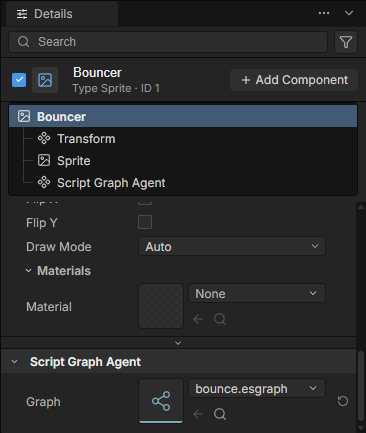 Details
Search
Bouncer
Type Sprite · ID 1
+ Add Component
Bouncer
Transform
Sprite
Script Graph Agent
Flip Y
Draw Mode
Auto
Materials
Material
None
Script Graph Agent
Graph
bounce.esgraph